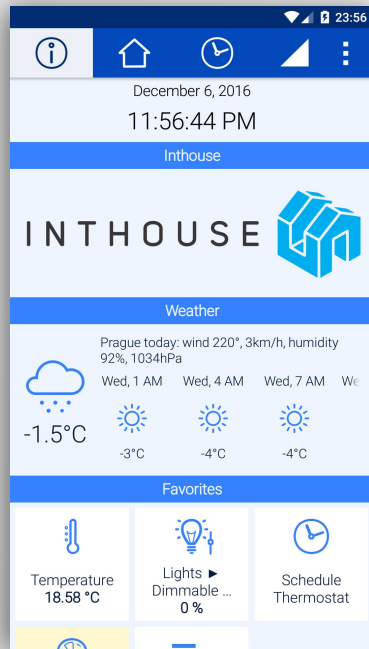 23:56
December 6, 2016
11:56:44 PM
Inthouse
INTHOUSE
Weather
Prague today: wind 220°, 3km/h, humidity
92%, 1034hPa
Wed, 1 AM Wed, 4 AM Wed, 7 AM We
-1.5°C
-3°C -4°C -4°C
Favorites
Temperature
18.58 °C
Lights ►
Dimmable ...
0 %
Schedule
Thermostat